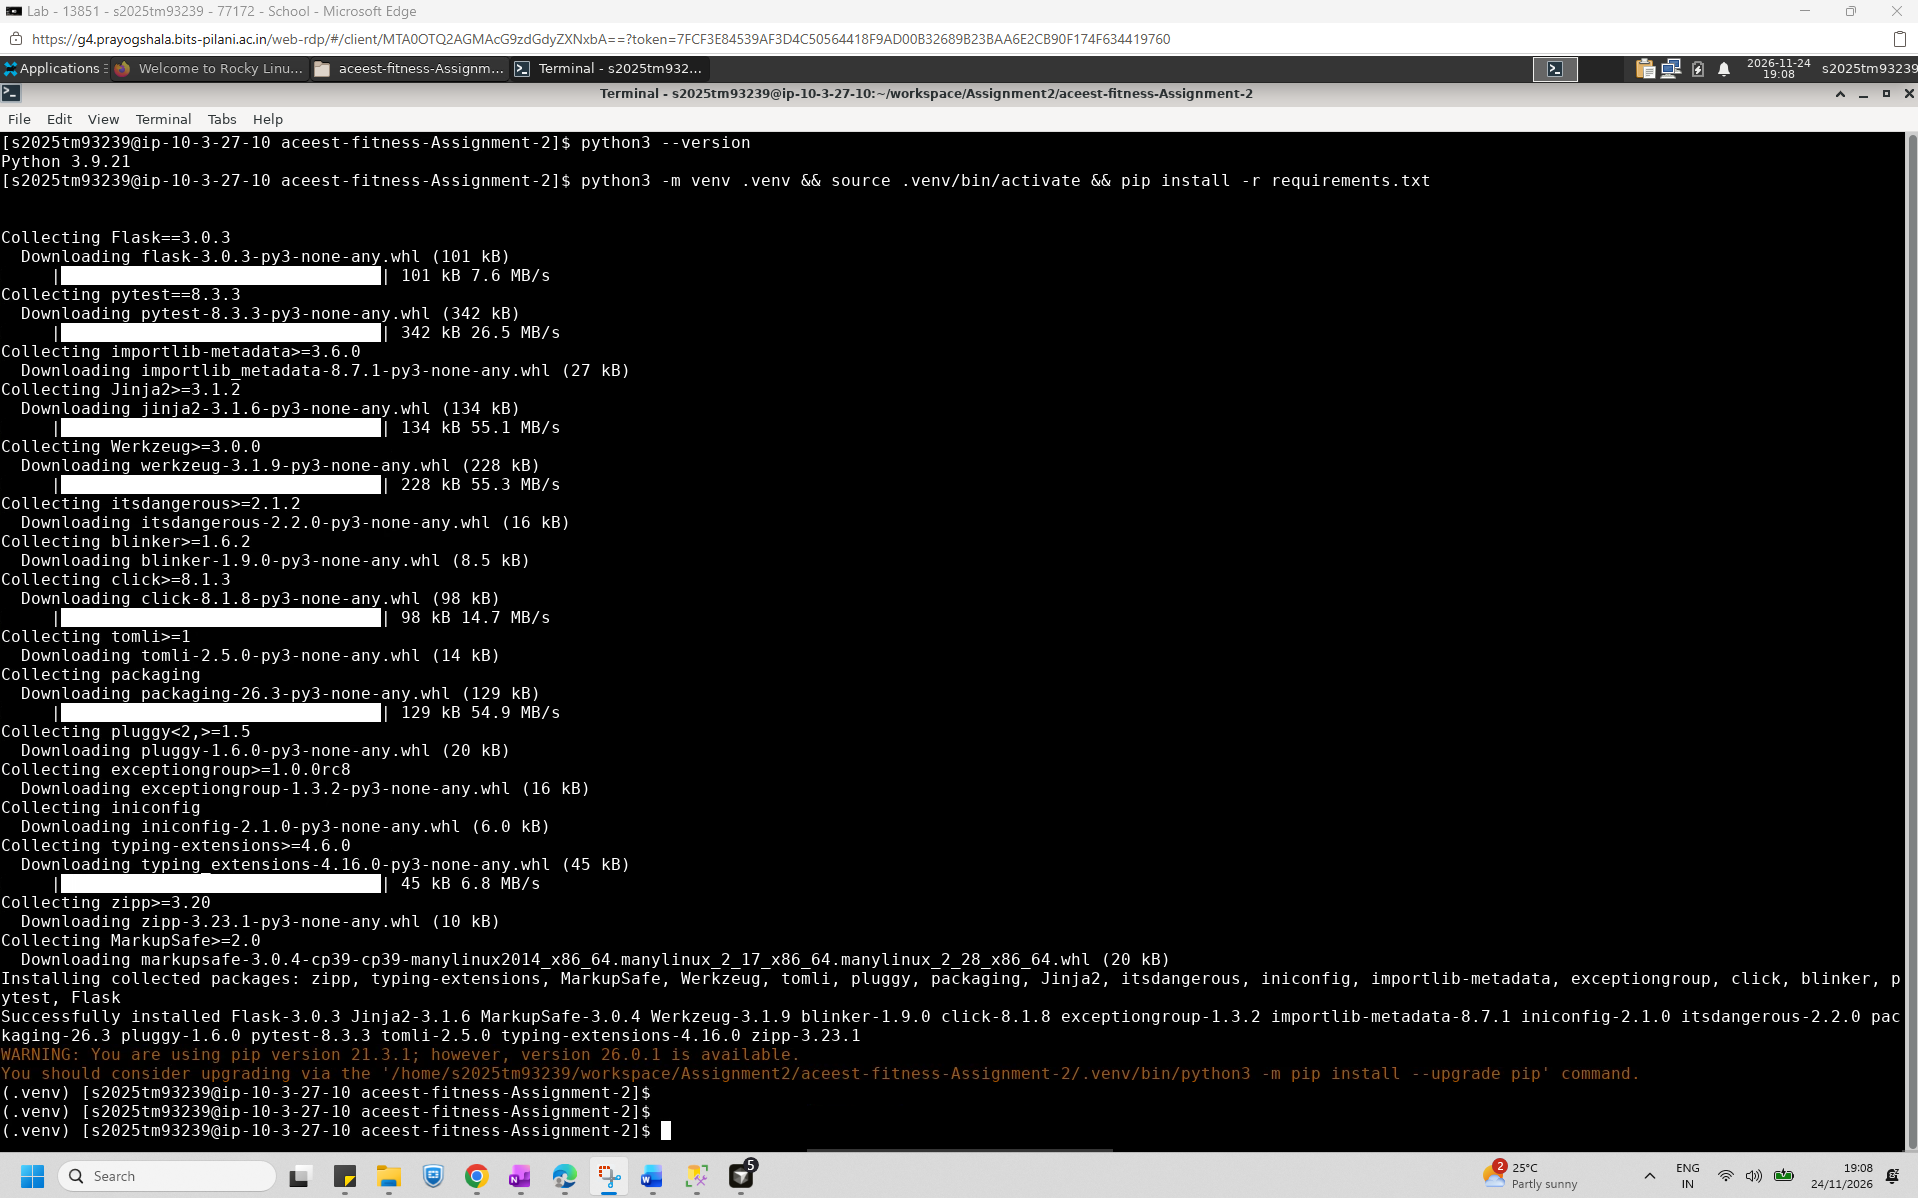 Lab - 13851 - s2025tm93239 - 77172 - School - Microsoft Edge
https://g4.prayogshala.bits-pilani.ac.in/web-rdp/#/client/MTA0OTQ2AGMAcG9zdGdyZXNxbA==?token=7FCF3E84539AF3D4C50564418F9AD00B32689B23BAA6E2CB90F174F634419760
Applications Welcome to Rocky Linu... aceest-fitness-Assignm... Terminal - s2025tm932... 2026-11-24 19:08 s2025tm93239
Terminal - s2025tm93239@ip-10-3-27-10:~/workspace/Assignment2/aceest-fitness-Assignment-2
File Edit View Terminal Tabs Help
[s2025tm93239@ip-10-3-27-10 aceest-fitness-Assignment-2]$ python3 --version
Python 3.9.21
[s2025tm93239@ip-10-3-27-10 aceest-fitness-Assignment-2]$ python3 -m venv .venv && source .venv/bin/activate && pip install -r requirements.txt
Collecting Flask==3.0.3
Downloading flask-3.0.3-py3-none-any.whl (101 kB)
| | 101 kB 7.6 MB/s
Collecting pytest==8.3.3
Downloading pytest-8.3.3-py3-none-any.whl (342 kB)
| | 342 kB 26.5 MB/s
Collecting importlib-metadata>=3.6.0
Downloading importlib_metadata-8.7.1-py3-none-any.whl (27 kB)
Collecting Jinja2>=3.1.2
Downloading jinja2-3.1.6-py3-none-any.whl (134 kB)
| | 134 kB 55.1 MB/s
Collecting Werkzeug>=3.0.0
Downloading werkzeug-3.1.9-py3-none-any.whl (228 kB)
| | 228 kB 55.3 MB/s
Collecting itsdangerous>=2.1.2
Downloading itsdangerous-2.2.0-py3-none-any.whl (16 kB)
Collecting blinker>=1.6.2
Downloading blinker-1.9.0-py3-none-any.whl (8.5 kB)
Collecting click>=8.1.3
Downloading click-8.1.8-py3-none-any.whl (98 kB)
| | 98 kB 14.7 MB/s
Collecting tomli>=1
Downloading tomli-2.5.0-py3-none-any.whl (14 kB)
Collecting packaging
Downloading packaging-26.3-py3-none-any.whl (129 kB)
| | 129 kB 54.9 MB/s
Collecting pluggy<2,>=1.5
Downloading pluggy-1.6.0-py3-none-any.whl (20 kB)
Collecting exceptiongroup>=1.0.0rc8
Downloading exceptiongroup-1.3.2-py3-none-any.whl (16 kB)
Collecting iniconfig
Downloading iniconfig-2.1.0-py3-none-any.whl (6.0 kB)
Collecting typing-extensions>=4.6.0
Downloading typing_extensions-4.16.0-py3-none-any.whl (45 kB)
| | 45 kB 6.8 MB/s
Collecting zipp>=3.20
Downloading zipp-3.23.1-py3-none-any.whl (10 kB)
Collecting MarkupSafe>=2.0
Downloading markupsafe-3.0.4-cp39-cp39-manylinux2014_x86_64.manylinux_2_17_x86_64.manylinux_2_28_x86_64.whl (20 kB)
Installing collected packages: zipp, typing-extensions, MarkupSafe, Werkzeug, tomli, pluggy, packaging, Jinja2, itsdangerous, iniconfig, importlib-metadata, exceptiongroup, click, blinker, p
ytest, Flask
Successfully installed Flask-3.0.3 Jinja2-3.1.6 MarkupSafe-3.0.4 Werkzeug-3.1.9 blinker-1.9.0 click-8.1.8 exceptiongroup-1.3.2 importlib-metadata-8.7.1 iniconfig-2.1.0 itsdangerous-2.2.0 pac
kaging-26.3 pluggy-1.6.0 pytest-8.3.3 tomli-2.5.0 typing-extensions-4.16.0 zipp-3.23.1
WARNING: You are using pip version 21.3.1; however, version 26.0.1 is available.
You should consider upgrading via the '/home/s2025tm93239/workspace/Assignment2/aceest-fitness-Assignment-2/.venv/bin/python3 -m pip install --upgrade pip' command.
(.venv) [s2025tm93239@ip-10-3-27-10 aceest-fitness-Assignment-2]$
(.venv) [s2025tm93239@ip-10-3-27-10 aceest-fitness-Assignment-2]$
(.venv) [s2025tm93239@ip-10-3-27-10 aceest-fitness-Assignment-2]$
Search 5 2 25°C ENG 19:08
Partly sunny IN 24/11/2026